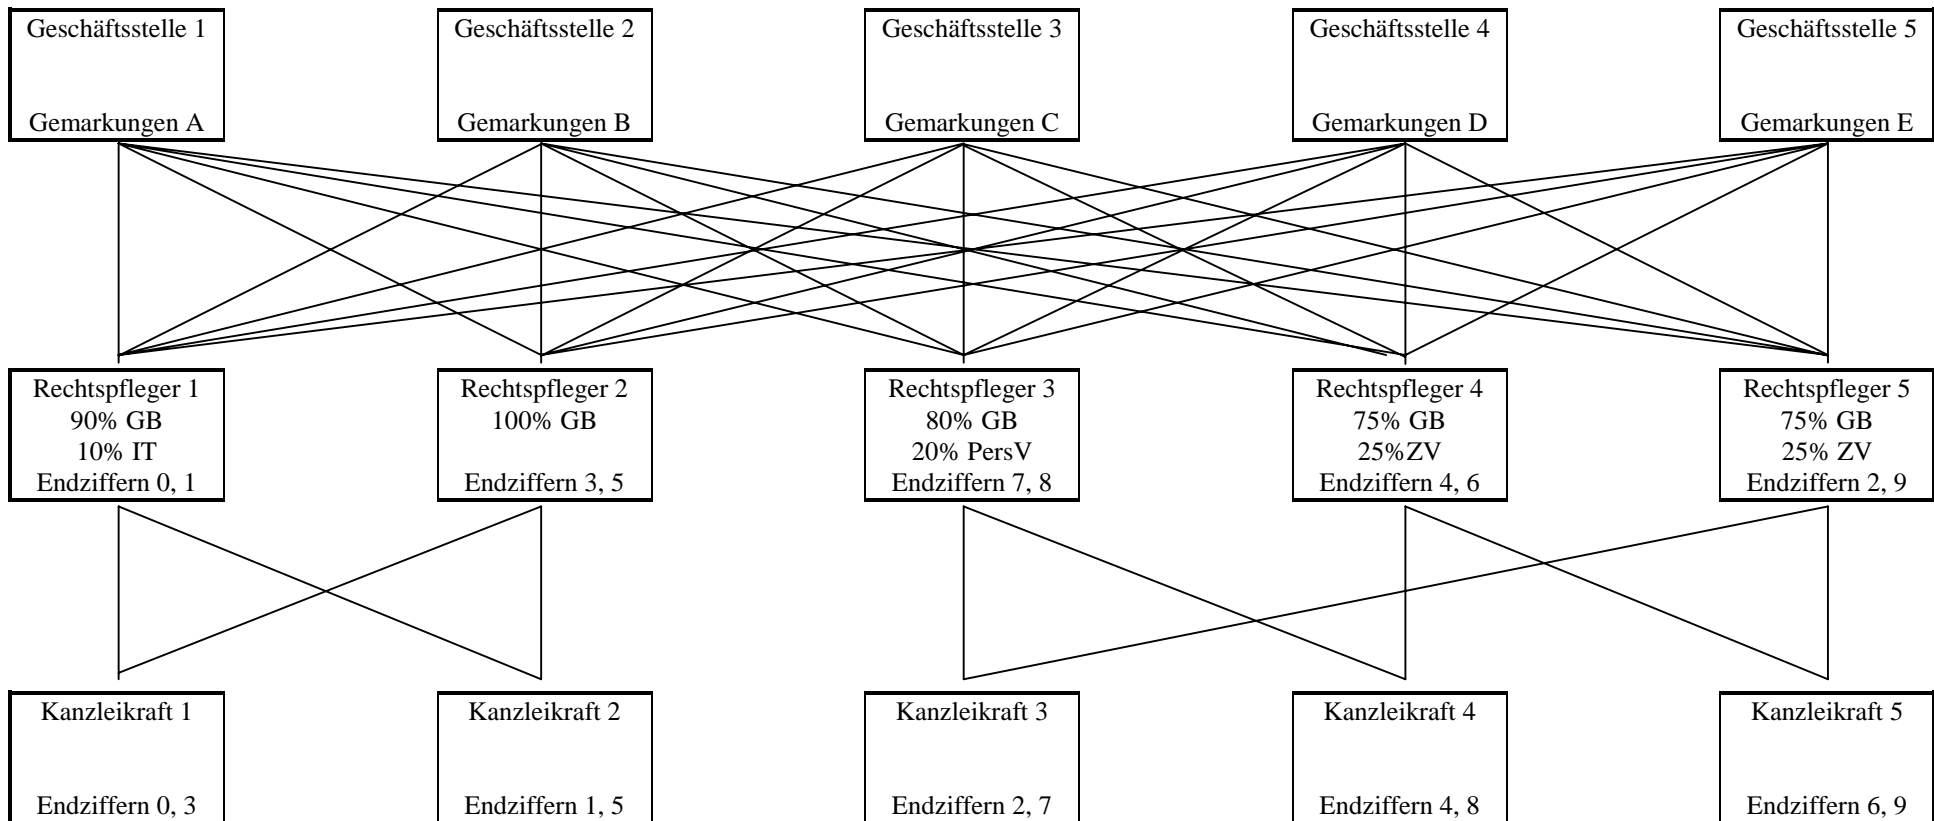 Geschäftsstelle 1
Gemarkungen A
Geschäftsstelle 2
Gemarkungen B
Geschäftsstelle 3
Gemarkungen C
Geschäftsstelle 4
Gemarkungen D
Geschäftsstelle 5
Gemarkungen E
Rechtspfleger 1
90% GB
10% IT
Endziffern 0, 1
Rechtspfleger 2
100% GB
Endziffern 3, 5
Rechtspfleger 3
80% GB
20% PersV
Endziffern 7, 8
Rechtspfleger 4
75% GB
25%ZV
Endziffern 4, 6
Rechtspfleger 5
75% GB
25% ZV
Endziffern 2, 9
Kanzleikraft 1
Endziffern 0, 3
Kanzleikraft 2
Endziffern 1, 5
Kanzleikraft 3
Endziffern 2, 7
Kanzleikraft 4
Endziffern 4, 8
Kanzleikraft 5
Endziffern 6, 9